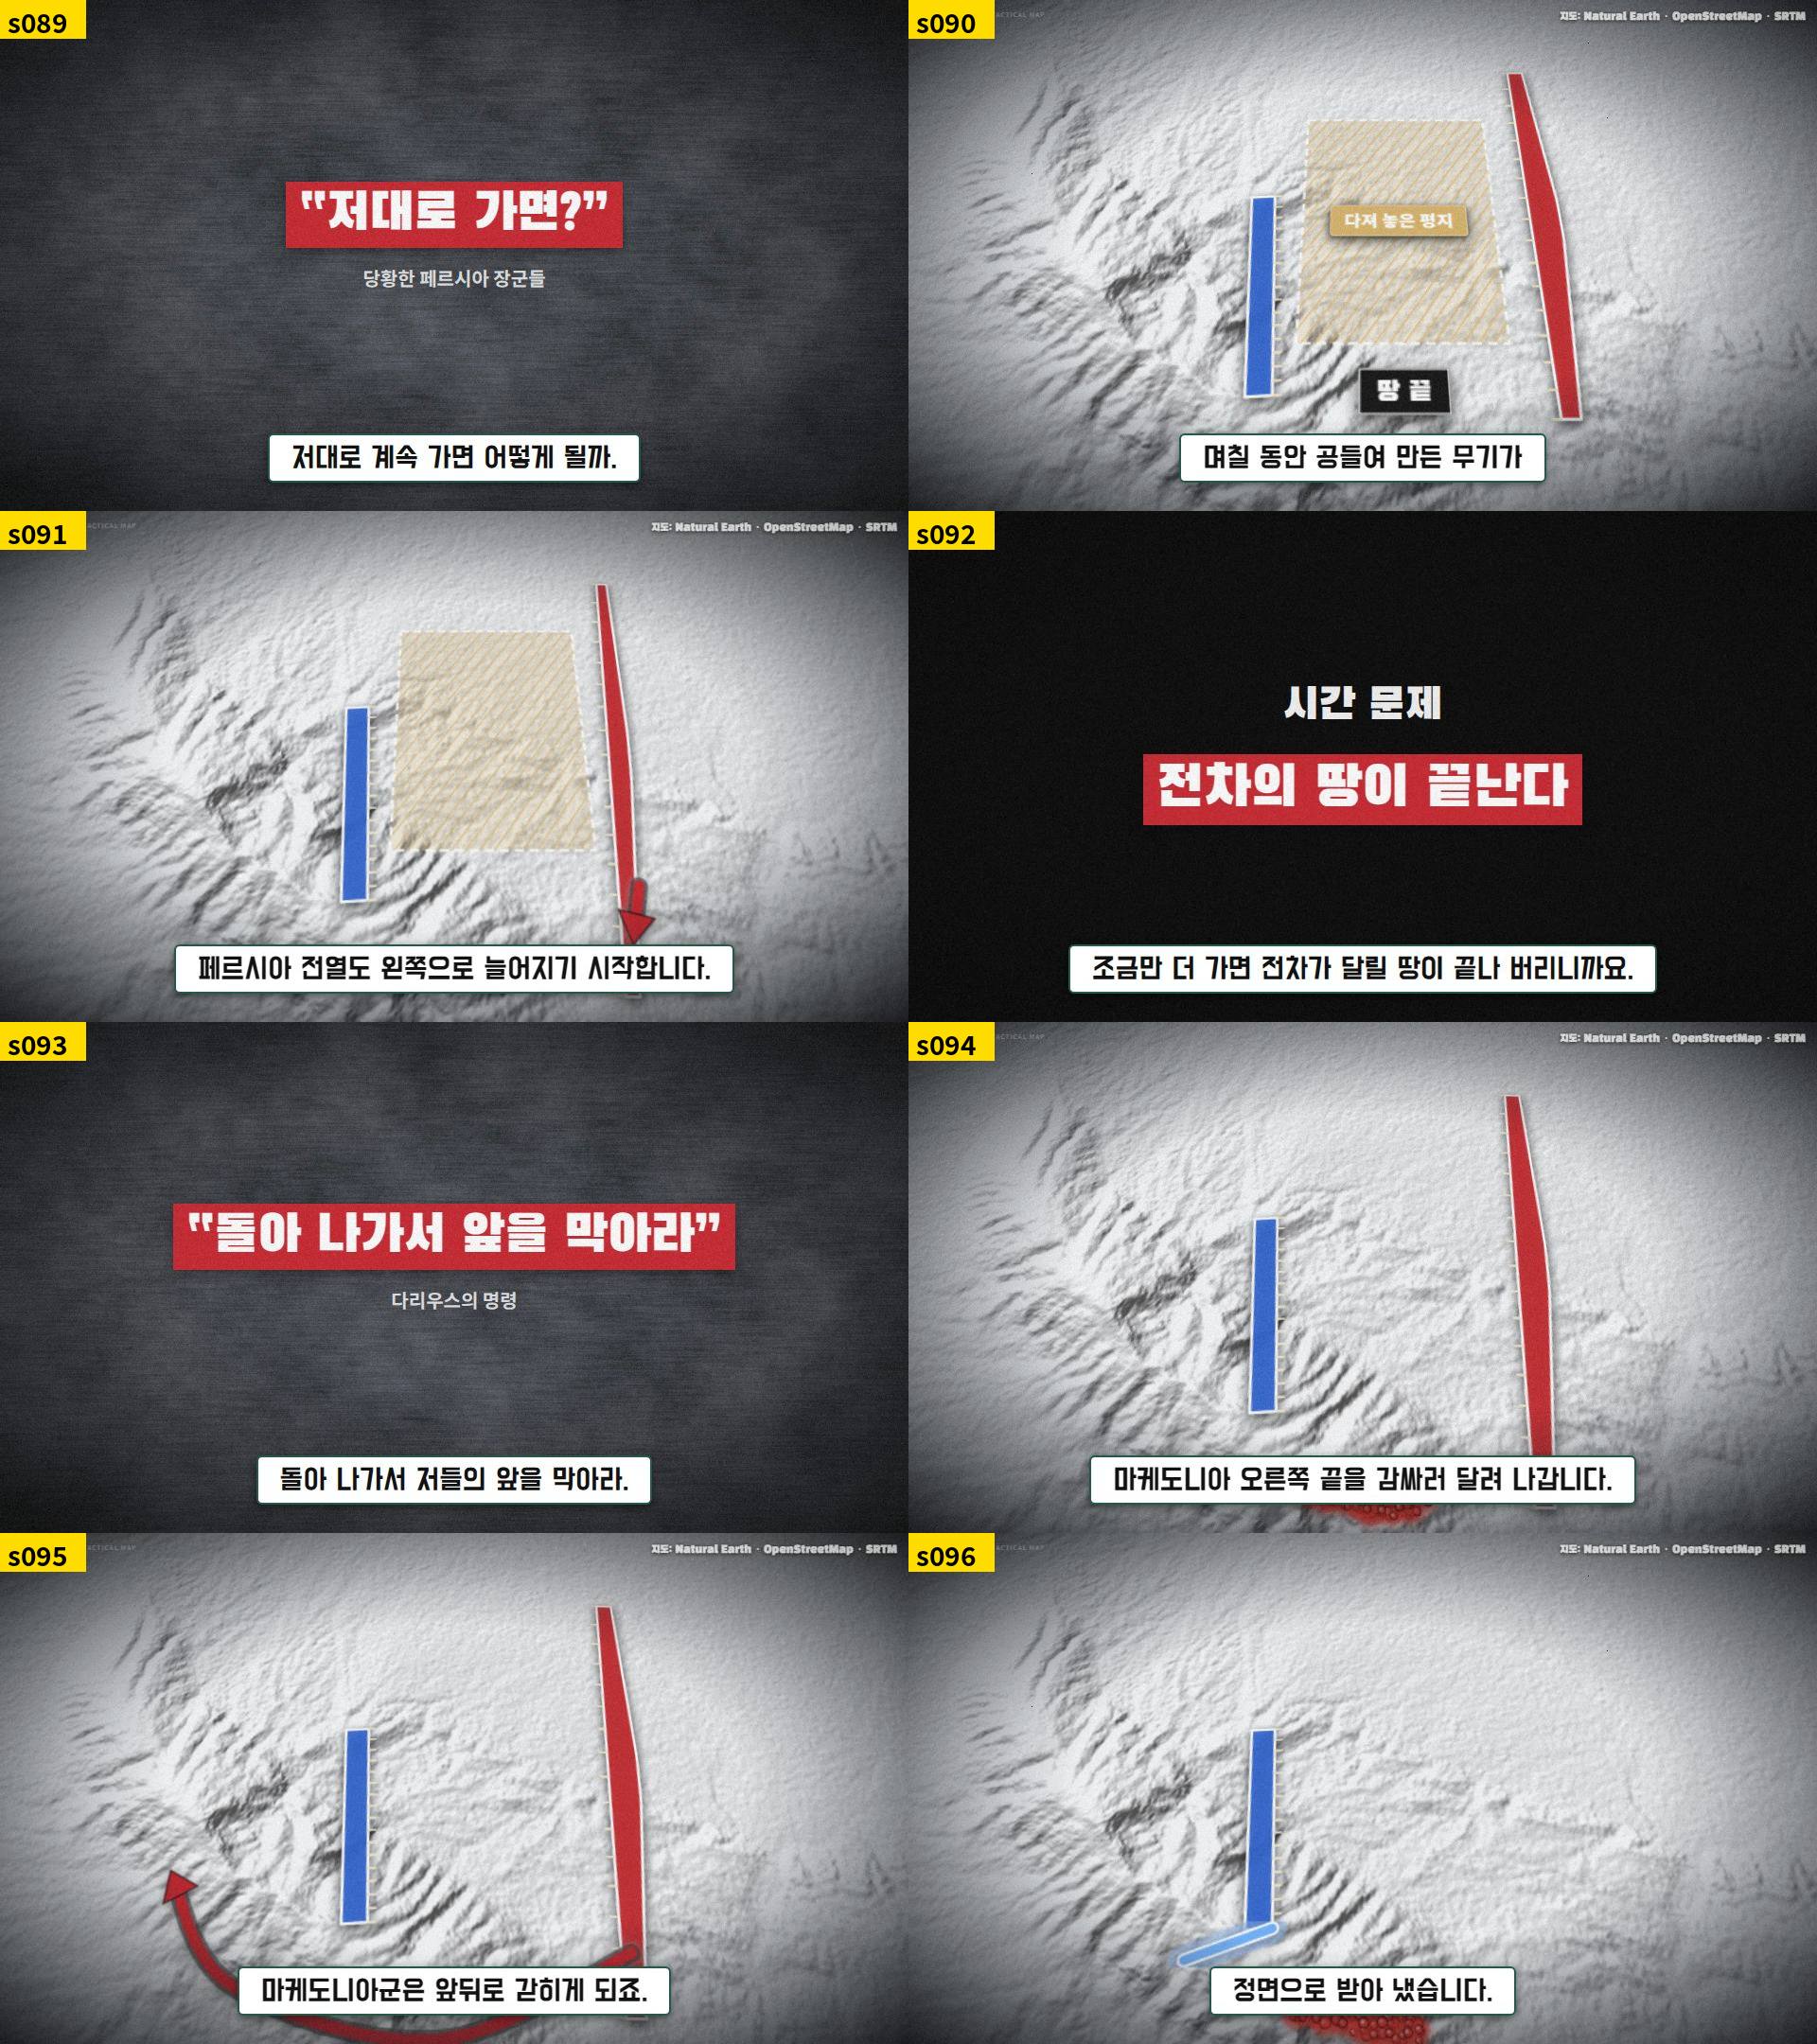 s089
“저대로 가면?”
당황한 페르시아 장군들
저대로 계속 가면 어떻게 될까.
s090
ACTICAL MAP
지도: Natural Earth · OpenStreetMap · SRTM
다져 놓은 평지
땅 끝
며칠 동안 공들여 만든 무기가
s091
ACTICAL MAP
지도: Natural Earth · OpenStreetMap · SRTM
페르시아 전열도 왼쪽으로 늘어지기 시작합니다.
s092
시간 문제
전차의 땅이 끝난다
조금만 더 가면 전차가 달릴 땅이 끝나 버리니까요.
s093
“돌아 나가서 앞을 막아라”
다리우스의 명령
돌아 나가서 저들의 앞을 막아라.
s094
ACTICAL MAP
지도: Natural Earth · OpenStreetMap · SRTM
마케도니아 오른쪽 끝을 감싸러 달려 나갑니다.
s095
ACTICAL MAP
지도: Natural Earth · OpenStreetMap · SRTM
마케도니아군은 앞뒤로 갇히게 되죠.
s096
ACTICAL MAP
지도: Natural Earth · OpenStreetMap · SRTM
정면으로 받아 냈습니다.